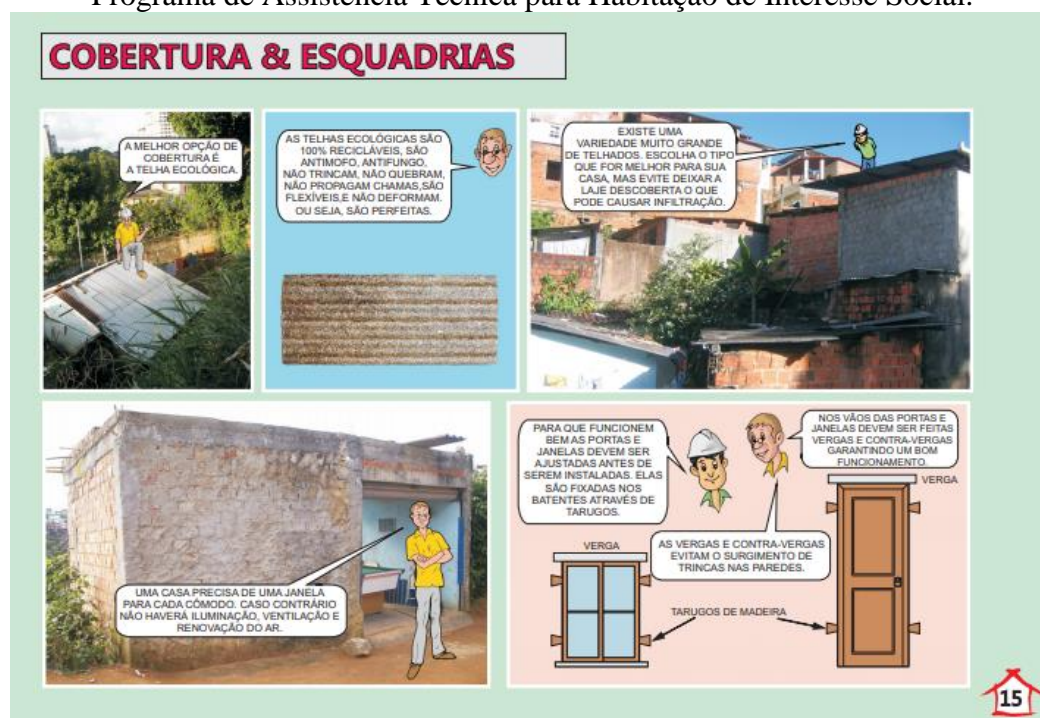 Programa de Assistência Técnica para Habitação de Interesse Social.
COBERTURA & ESQUADRIAS
A MELHOR OPÇÃO DE
COBERTURA É
A TELHA ECOLÓGICA.
AS TELHAS ECOLÓGICAS SÃO
100% RECICLÁVEIS, SÃO
ANTIMOFO, ANTIFUNGO,
NÃO TRINCAM, NÃO QUEBRAM,
NÃO PROPAGAM CHAMAS,SÃO
FLEXÍVEIS,E NÃO DEFORMAM.
OU SEJA, SÃO PERFEITAS.
EXISTE UMA
VARIEDADE MUITO GRANDE
DE TELHADOS. ESCOLHA O TIPO
QUE FOR MELHOR PARA SUA
CASA, MAS EVITE DEIXAR A
LAJE DESCOBERTA O QUE
PODE CAUSAR INFILTRAÇÃO.
UMA CASA PRECISA DE UMA JANELA
PARA CADA CÔMODO. CASO CONTRÁRIO
NÃO HAVERÁ ILUMINAÇÃO, VENTILAÇÃO E
RENOVAÇÃO DO AR.
PARA QUE FUNCIONEM
BEM AS PORTAS E
JANELAS DEVEM SER
AJUSTADAS ANTES DE
SEREM INSTALADAS. ELAS
SÃO FIXADAS NOS
BATENTES ATRAVÉS DE
TARUGOS.
NOS VÃOS DAS PORTAS E
JANELAS DEVEM SER FEITAS
VERGAS E CONTRA-VERGAS
GARANTINDO UM BOM
FUNCIONAMENTO.
VERGA
AS VERGAS E CONTRA-VERGAS
EVITAM O SURGIMENTO DE
TRINCAS NAS PAREDES.
VERGA
TARUGOS DE MADEIRA
15